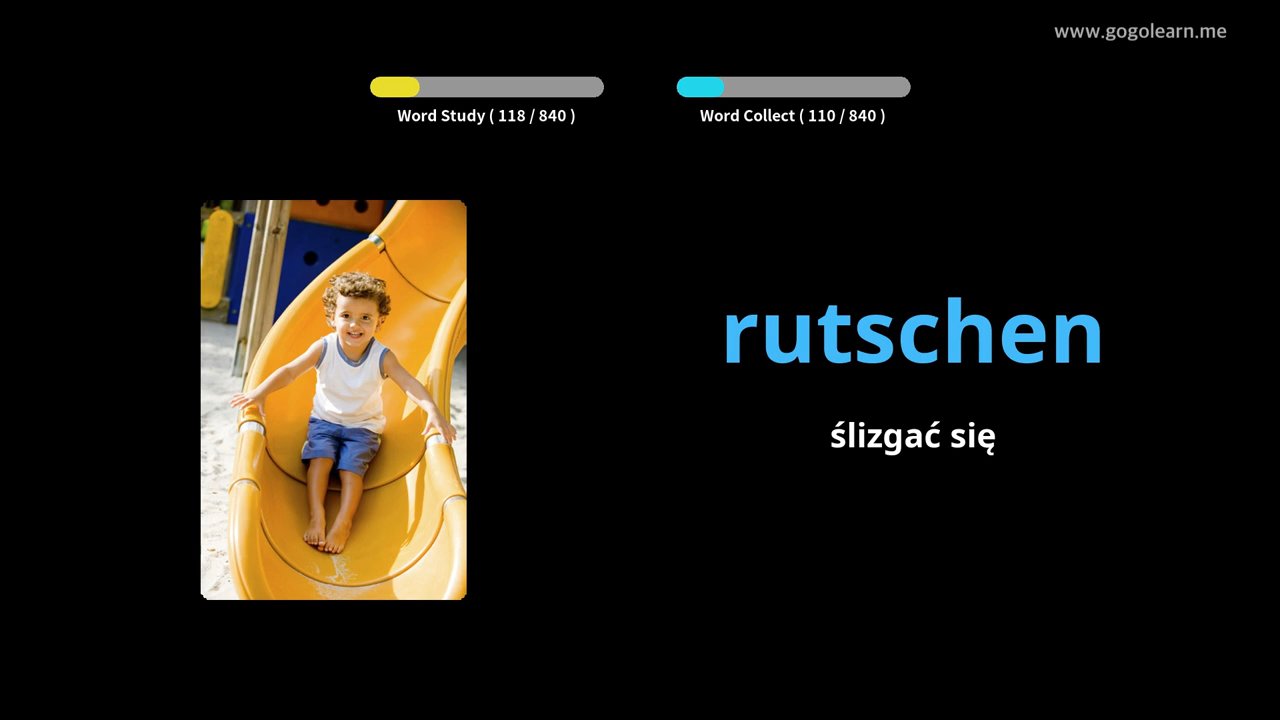 www.gogolearn.me
Word Study ( 118 / 840 )
Word Collect ( 110 / 840 )
rutschen
ślizgać się